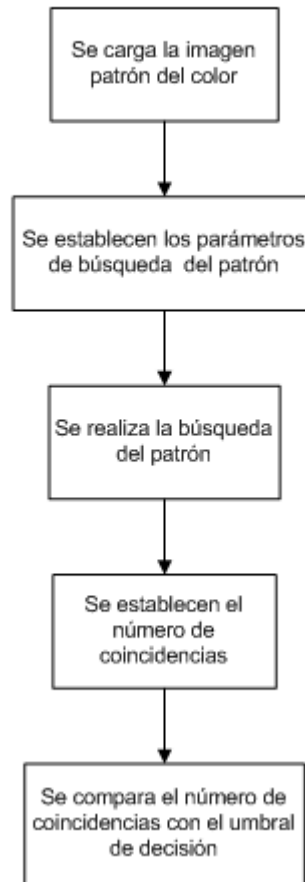 Se carga la imagen
patrón del color
Se establecen los parámetros
de búsqueda del patrón
Se realiza la búsqueda
del patrón
Se establecen el
número de
coincidencias
Se compara el número de
coincidencias con el umbral
de decisión